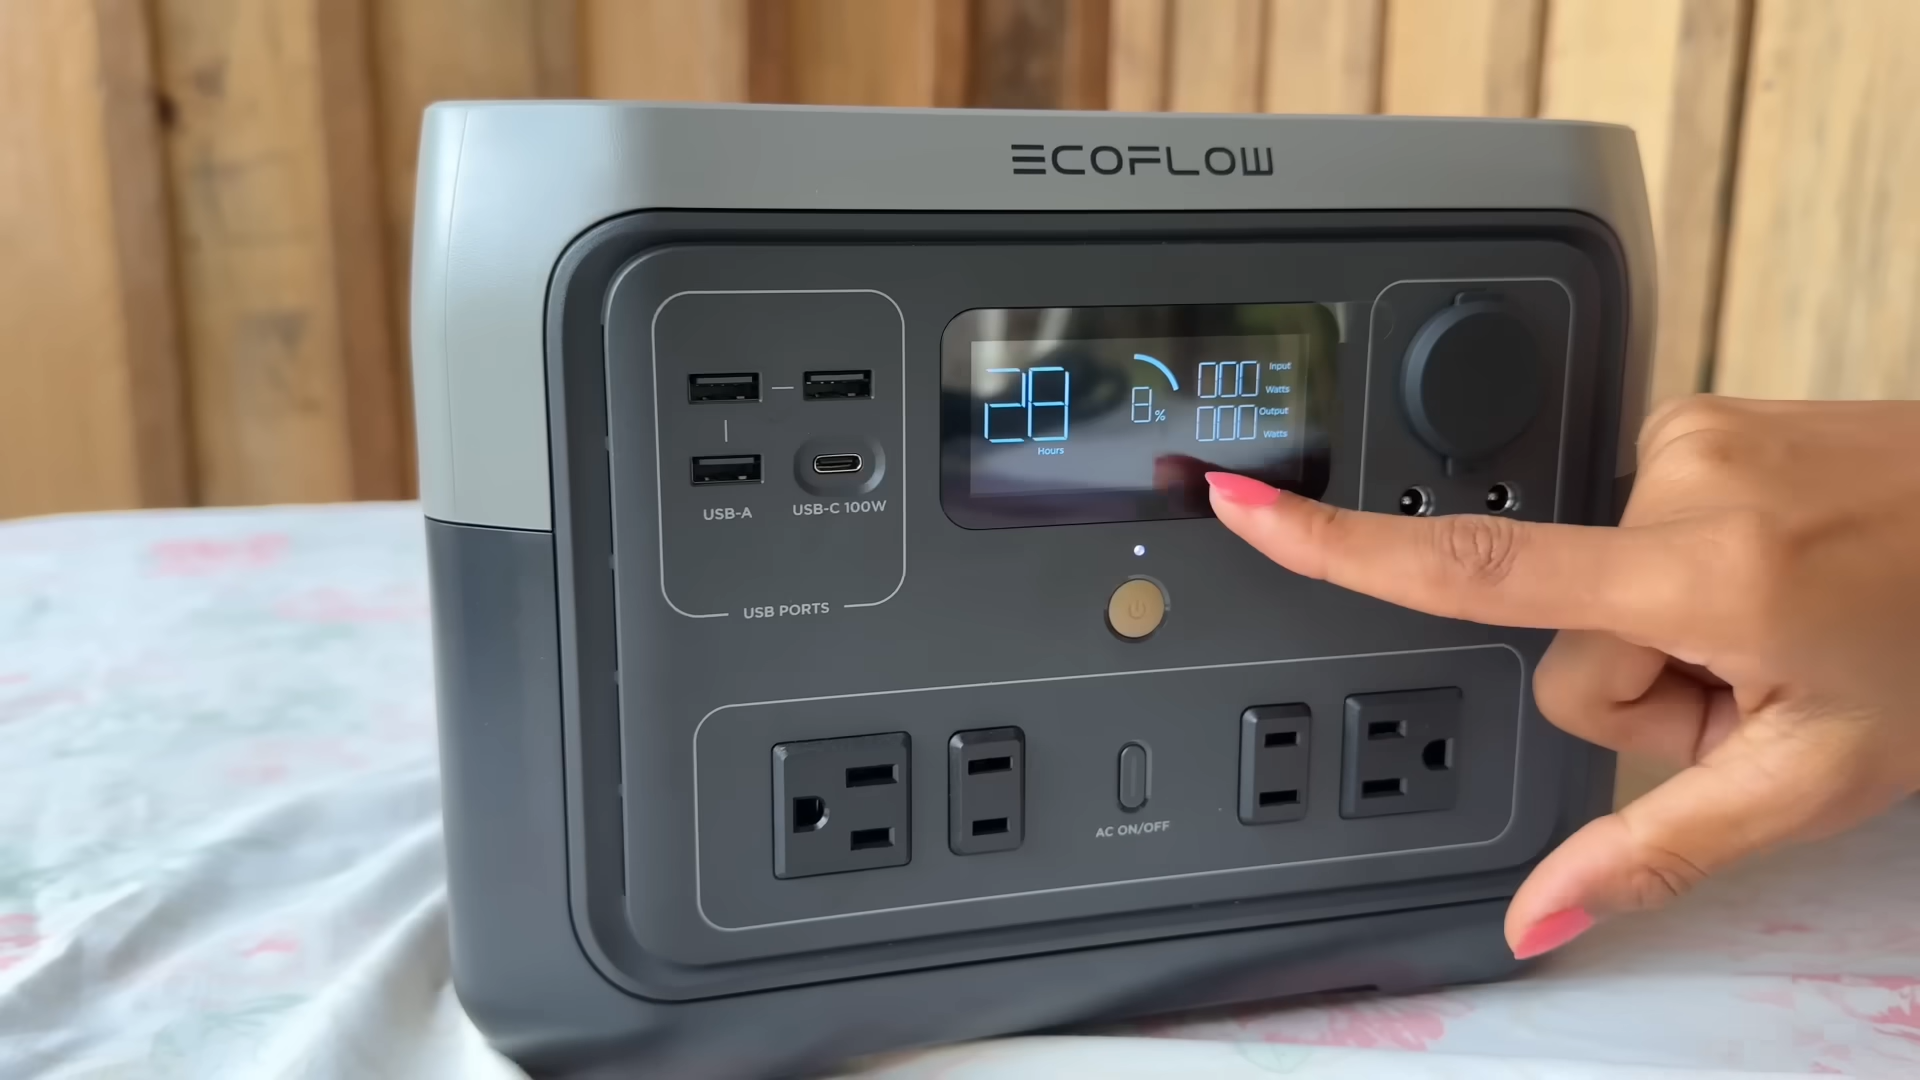 ECOFLOW
28
Hours
8%
000 Input Watts
000 Output Watts
USB-A
USB-C 100W
USB PORTS
AC ON/OFF